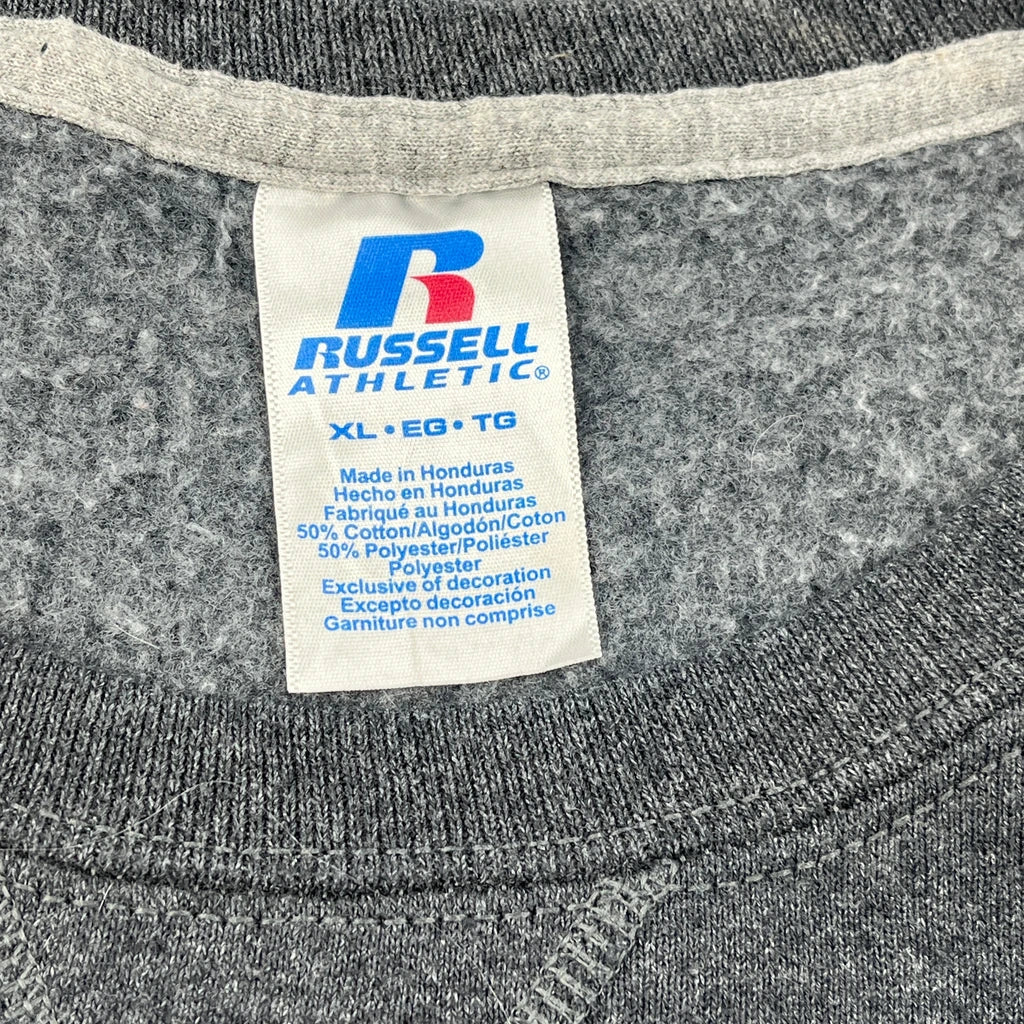 R
RUSSELL
ATHLETIC®
XL • EG • TG
Made in Honduras
Hecho en Honduras
Fabriqué au Honduras
50% Cotton/Algodón/Coton
50% Polyester/Poliéster
Polyester
Exclusive of decoration
Excepto decoración
Garniture non comprise